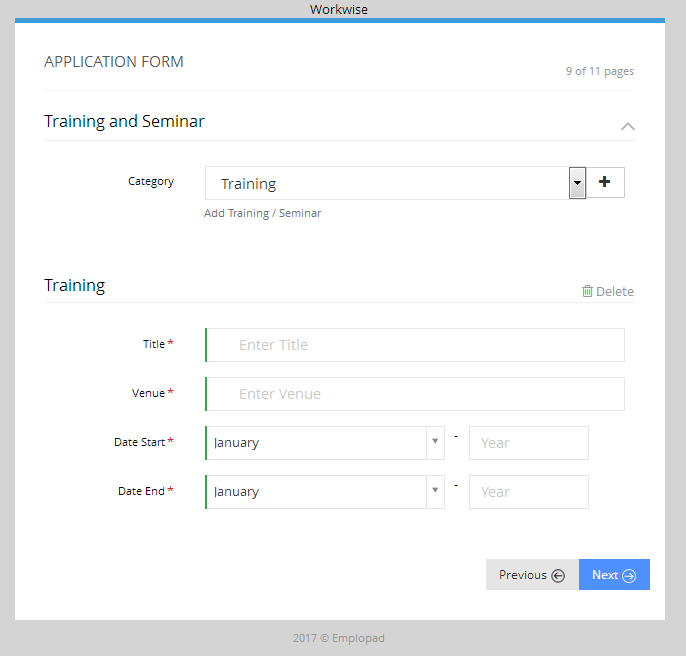 Workwise
APPLICATION FORM
9 of 11 pages
Training and Seminar
Category Training
Add Training / Seminar
Training
Delete
Title* Enter Title
Venue* Enter Venue
Date Start* January - Year
Date End* January - Year
Previous Next
2017 © Emplopad